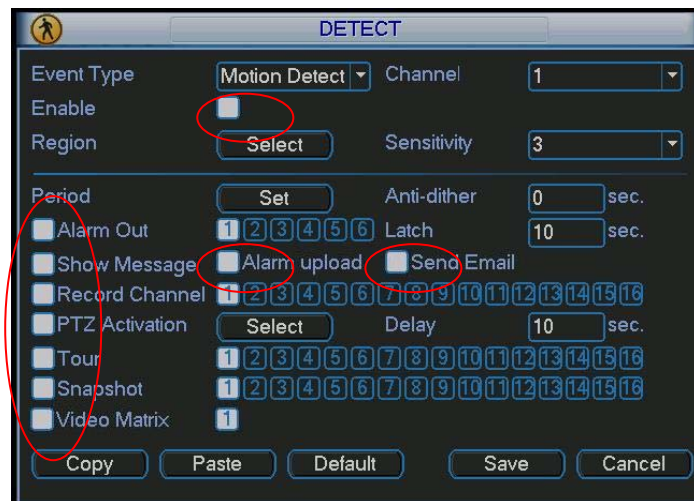 DETECT
Event Type Motion Detect Channel 1
Enable
Region Select Sensitivity 3
Period Set Anti-dither 0 sec.
Alarm Out 1 2 3 4 5 6 Latch 10 sec.
Show Message Alarm upload Send Email
Record Channel 1 2 3 4 5 6 7 8 9 10 11 12 13 14 15 16
PTZ Activation Select Delay 10 sec.
Tour 1 2 3 4 5 6 7 8 9 10 11 12 13 14 15 16
Snapshot 1 2 3 4 5 6 7 8 9 10 11 12 13 14 15 16
Video Matrix 1
Copy Paste Default Save Cancel